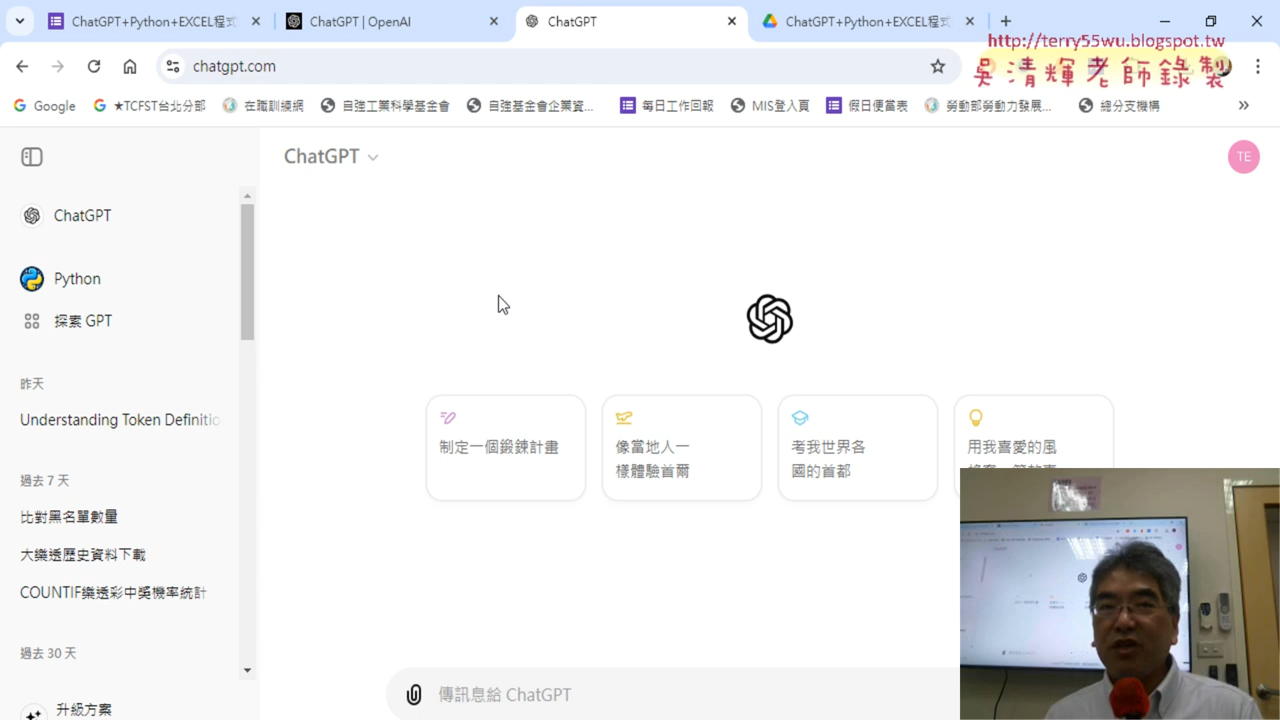 ChatGPT+Python+EXCEL程式
ChatGPT | OpenAI
ChatGPT
ChatGPT+Python+EXCEL程式
http://terry55wu.blogspot.tw
吳清輝老師錄製
chatgpt.com
Google
★TCFST台北分部
在職訓練網
自強工業科學基金會
自強基金會企業資...
每日工作回報
MIS登入頁
假日便當表
勞動部勞動力發展...
總分支機構
ChatGPT
TE
ChatGPT
Python
探索 GPT
昨天
Understanding Token Definitio
過去 7 天
比對黑名單數量
大樂透歷史資料下載
COUNTIF樂透彩中獎機率統計
過去 30 天
升級方案
制定一個鍛鍊計畫
像當地人一
樣體驗首爾
考我世界各
國的首都
用我喜愛的風
傳訊息給 ChatGPT